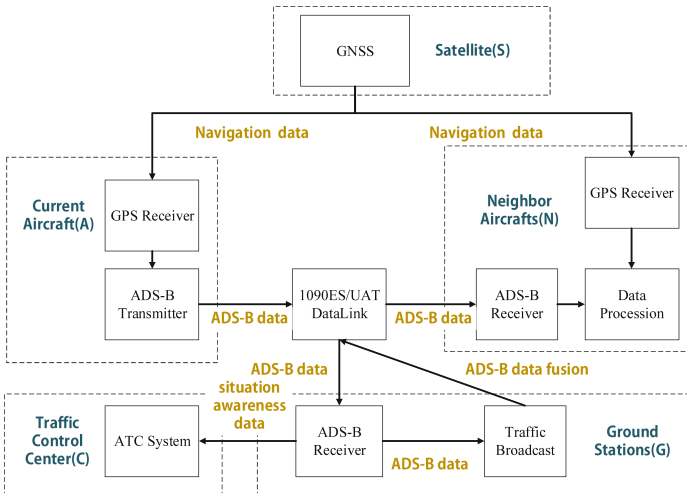 GNSS
Satellite(S)
Navigation data
Navigation data
Current
Aircraft(A)
GPS Receiver
Neighbor
Aircrafts(N)
GPS Receiver
ADS-B
Transmitter
ADS-B data
1090ES/UAT
DataLink
ADS-B data
ADS-B
Receiver
Data
Procession
ADS-B data
situation
awareness
data
ADS-B data fusion
Traffic
Control
Center(C)
ATC System
ADS-B
Receiver
ADS-B data
Traffic
Broadcast
Ground
Stations(G)